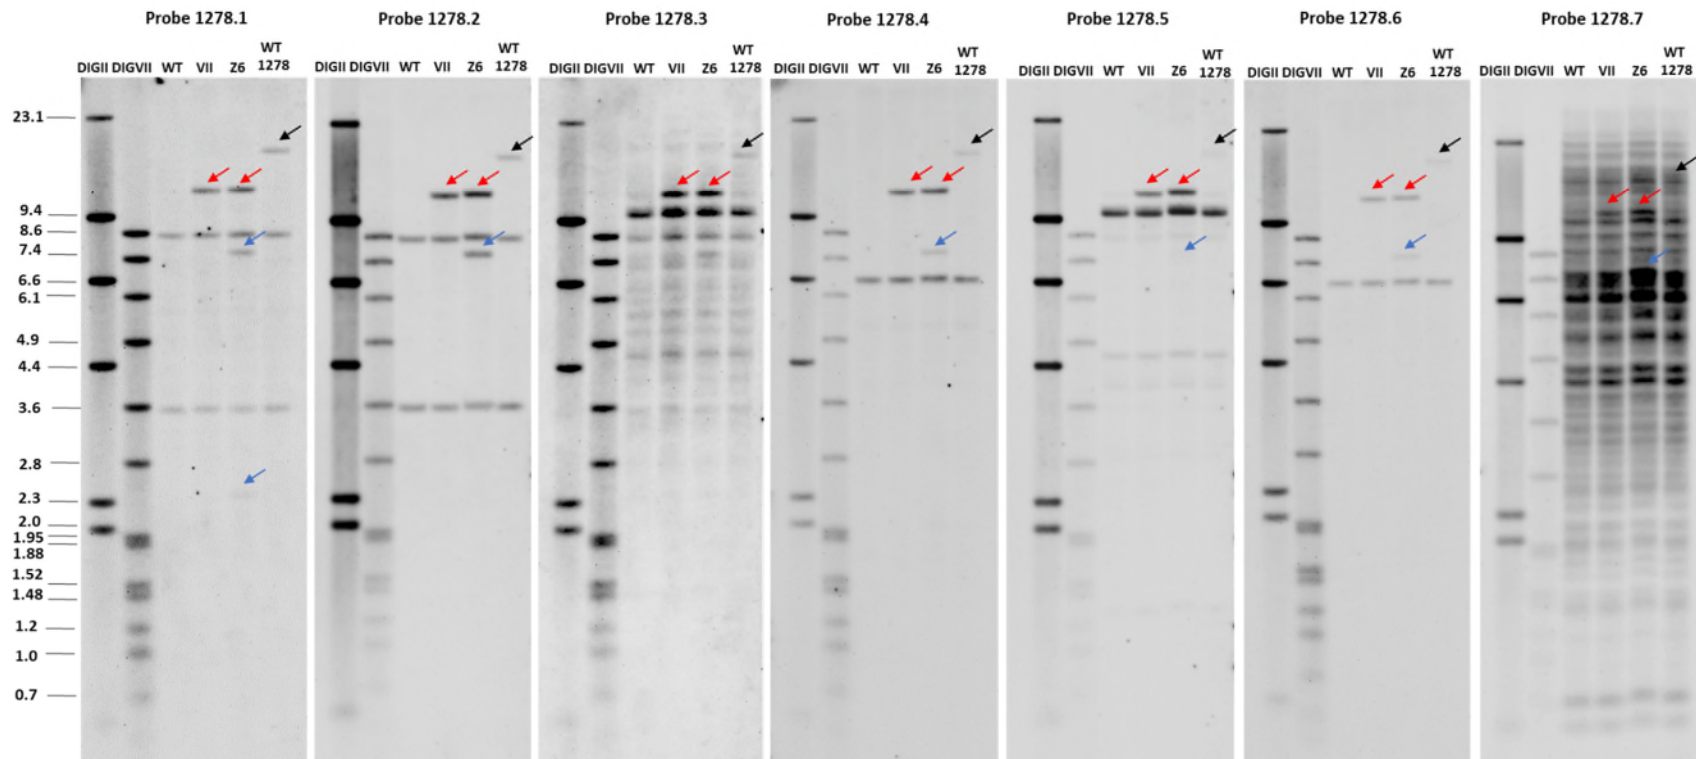 Probe 1278.1 Probe 1278.2 Probe 1278.3 Probe 1278.4 Probe 1278.5 Probe 1278.6 Probe 1278.7
DIGII DIGVII WT VII Z6 WT 1278
DIGII DIGVII WT VII Z6 WT 1278
DIGII DIGVII WT VII Z6 WT 1278
DIGII DIGVII WT VII Z6 WT 1278
DIGII DIGVII WT VII Z6 WT 1278
DIGII DIGVII WT VII Z6 WT 1278
DIGII DIGVII WT VII Z6 WT 1278
23.1
9.4
8.6
7.4
6.6
6.1
4.9
4.4
3.6
2.8
2.3
2.0
1.95
1.88
1.52
1.48
1.2
1.0
0.7